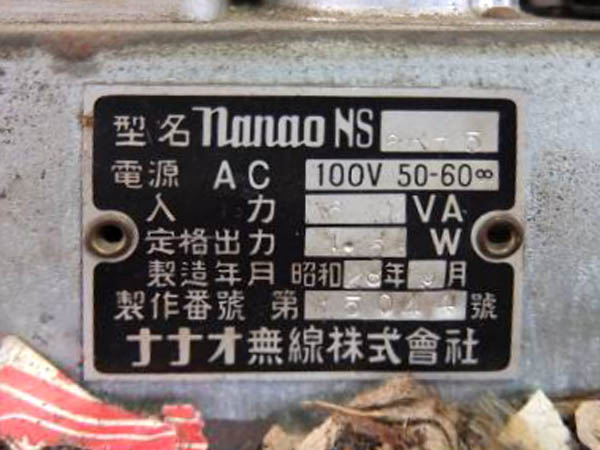 型名 nanao NS
電源 AC 100V 50-60∞
入力 VA
定格出力 W
製造年月 昭和 年 月
製作番號 第 號
ナナオ無線株式會社